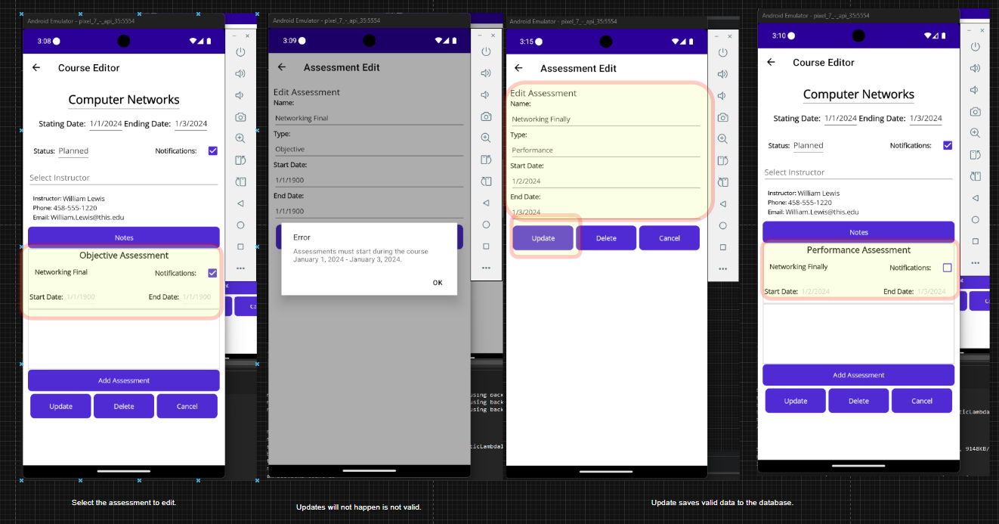 Android Emulator - pixel_7_-_api_35:5554
3:08
Course Editor
Computer Networks
Stating Date: 1/1/2024 Ending Date: 1/3/2024
Status: Planned Notifications:
Select Instructor
Instructor: William Lewis
Phone: 458-555-1220
Email: William.Lewis@this.edu
Notes
Objective Assessment
Networking Final Notifications:
Start Date: 1/1/1900 End Date: 1/1/1900
Add Assessment
Update Delete Cancel
Select the assessment to edit.
Android Emulator - pixel_7_-_api_35:5554
3:09
Assessment Edit
Edit Assessment
Name:
Networking Final
Type:
Objective
Start Date:
1/1/1900
End Date:
1/1/1900
Error
Assessments must start during the course
January 1, 2024 - January 3, 2024.
OK
using back
using back
using back
ticLambda
Updates will not happen is not valid.
Android Emulator - pixel_7_-_api_35:5554
3:15
Assessment Edit
Edit Assessment
Name:
Networking Finally
Type:
Performance
Start Date:
1/2/2024
End Date:
1/3/2024
Update Delete Cancel
Android Emulator - pixel_7_-_api_35:5554
3:10
Course Editor
Computer Networks
Stating Date: 1/1/2024 Ending Date: 1/3/2024
Status: Planned Notifications:
Select Instructor
Instructor: William Lewis
Phone: 458-555-1220
Email: William.Lewis@this.edu
Notes
Performance Assessment
Networking Finally Notifications:
Start Date: 1/2/2024 End Date: 1/3/2024
Add Assessment
Update Delete Cancel
ticLambda
, 9148KB/
Update saves valid data to the database.